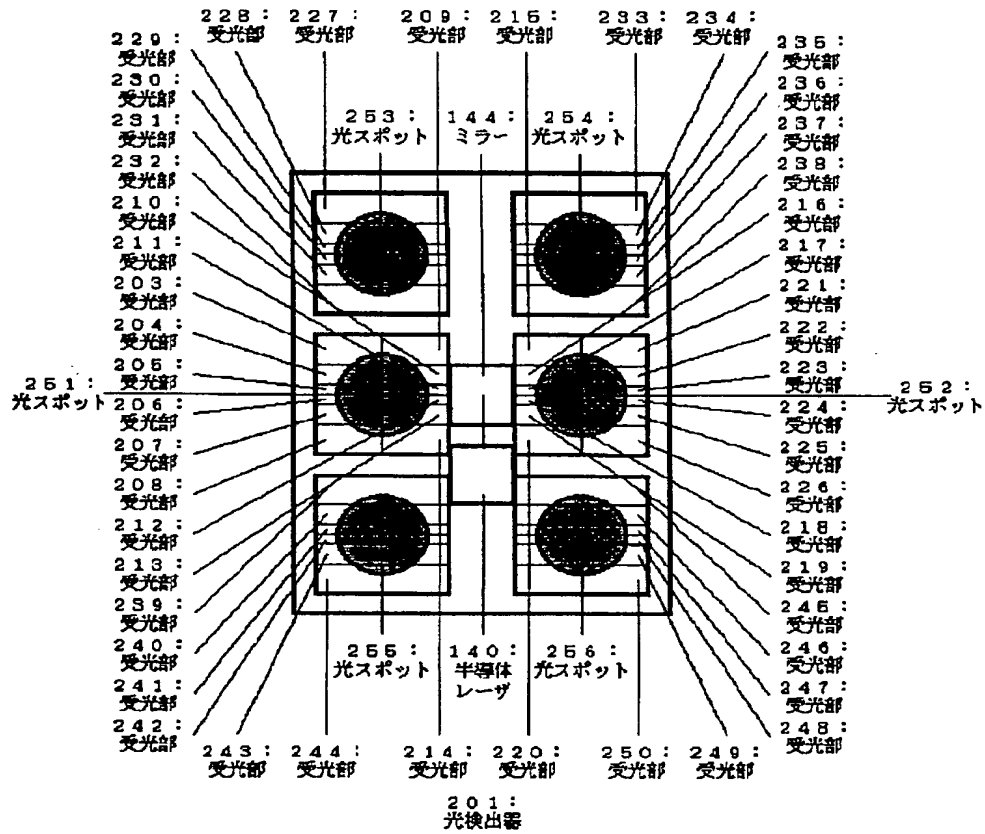 228： 227： 209： 215： 233： 234：
受光部 受光部 受光部 受光部 受光部 受光部
229：
受光部
230：
受光部
231：
受光部
232：
受光部
210：
受光部
211：
受光部
203：
受光部
204：
受光部
205：
受光部
206：
受光部
207：
受光部
208：
受光部
212：
受光部
213：
受光部
239：
受光部
240：
受光部
241：
受光部
242：
受光部
251：
光スポット
253： 144： 254：
光スポット ミラー 光スポット
255： 140： 256：
光スポット 半導体 光スポット
レーザ
235：
受光部
236：
受光部
237：
受光部
238：
受光部
216：
受光部
217：
受光部
221：
受光部
222：
受光部
223：
受光部
224：
受光部
225：
受光部
226：
受光部
218：
受光部
219：
受光部
245：
受光部
246：
受光部
247：
受光部
248：
受光部
252：
光スポット
243： 244： 214： 220： 250： 249：
受光部 受光部 受光部 受光部 受光部 受光部
201：
光検出器